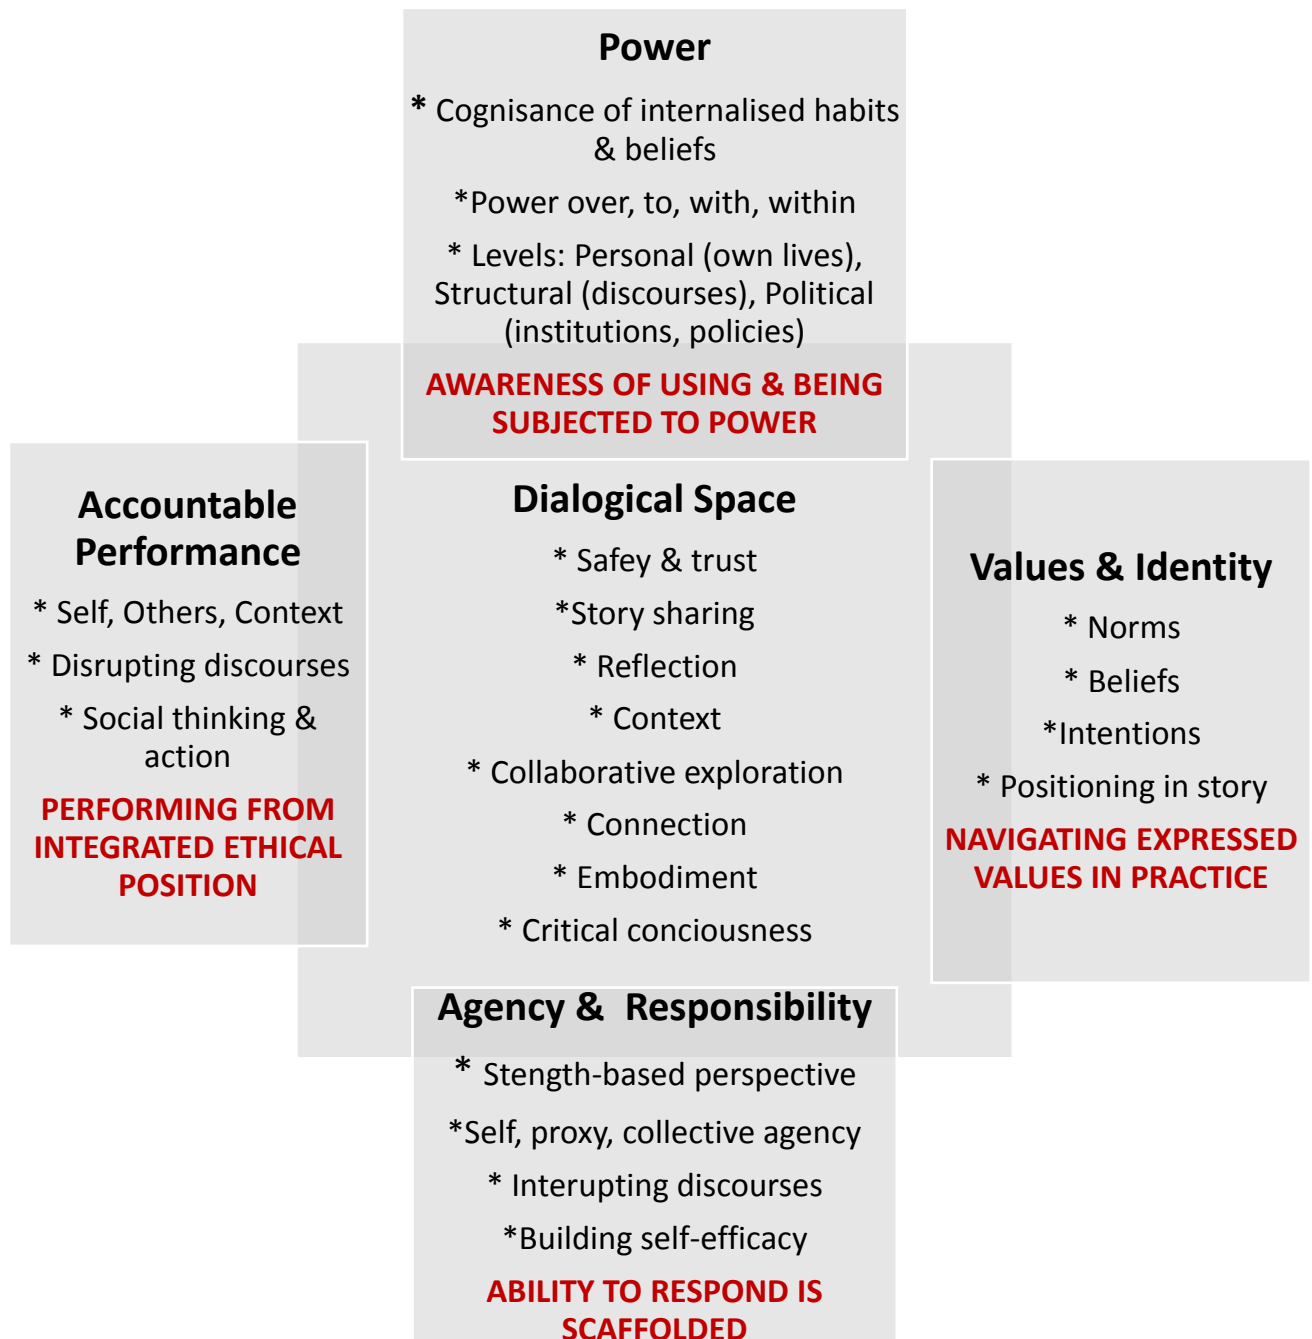 Power
* Cognisance of internalised habits
& beliefs
*Power over, to, with, within
* Levels: Personal (own lives),
Structural (discourses), Political
(institutions, policies)
AWARENESS OF USING & BEING
SUBJECTED TO POWER
Accountable
Performance
* Self, Others, Context
* Disrupting discourses
* Social thinking &
action
PERFORMING FROM
INTEGRATED ETHICAL
POSITION
Dialogical Space
* Safey & trust
*Story sharing
* Reflection
* Context
* Collaborative exploration
* Connection
* Embodiment
* Critical conciousness
Values & Identity
* Norms
* Beliefs
*Intentions
* Positioning in story
NAVIGATING EXPRESSED
VALUES IN PRACTICE
Agency &  Responsibility
* Stength-based perspective
*Self, proxy, collective agency
* Interupting discourses
*Building self-efficacy
ABILITY TO RESPOND IS
SCAFFOLDED